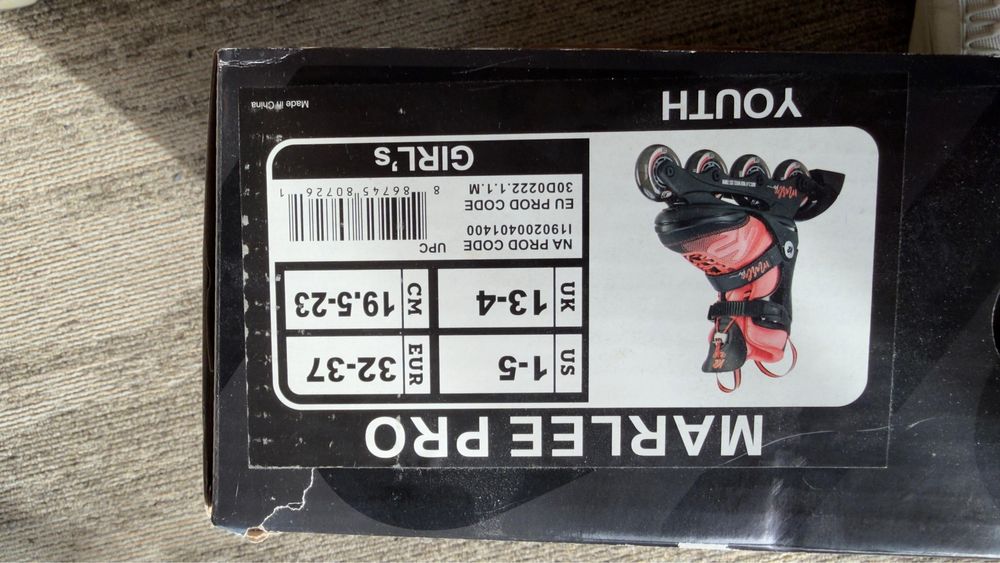 MARLEE PRO
US 1-5 EUR 32-37
UK 13-4 CM 19.5-23
NA PROD CODE UPC
I190200401400
EU PROD CODE
30D0222.1.1.M
8 86745 80726 1
GIRL's
YOUTH
Made in China